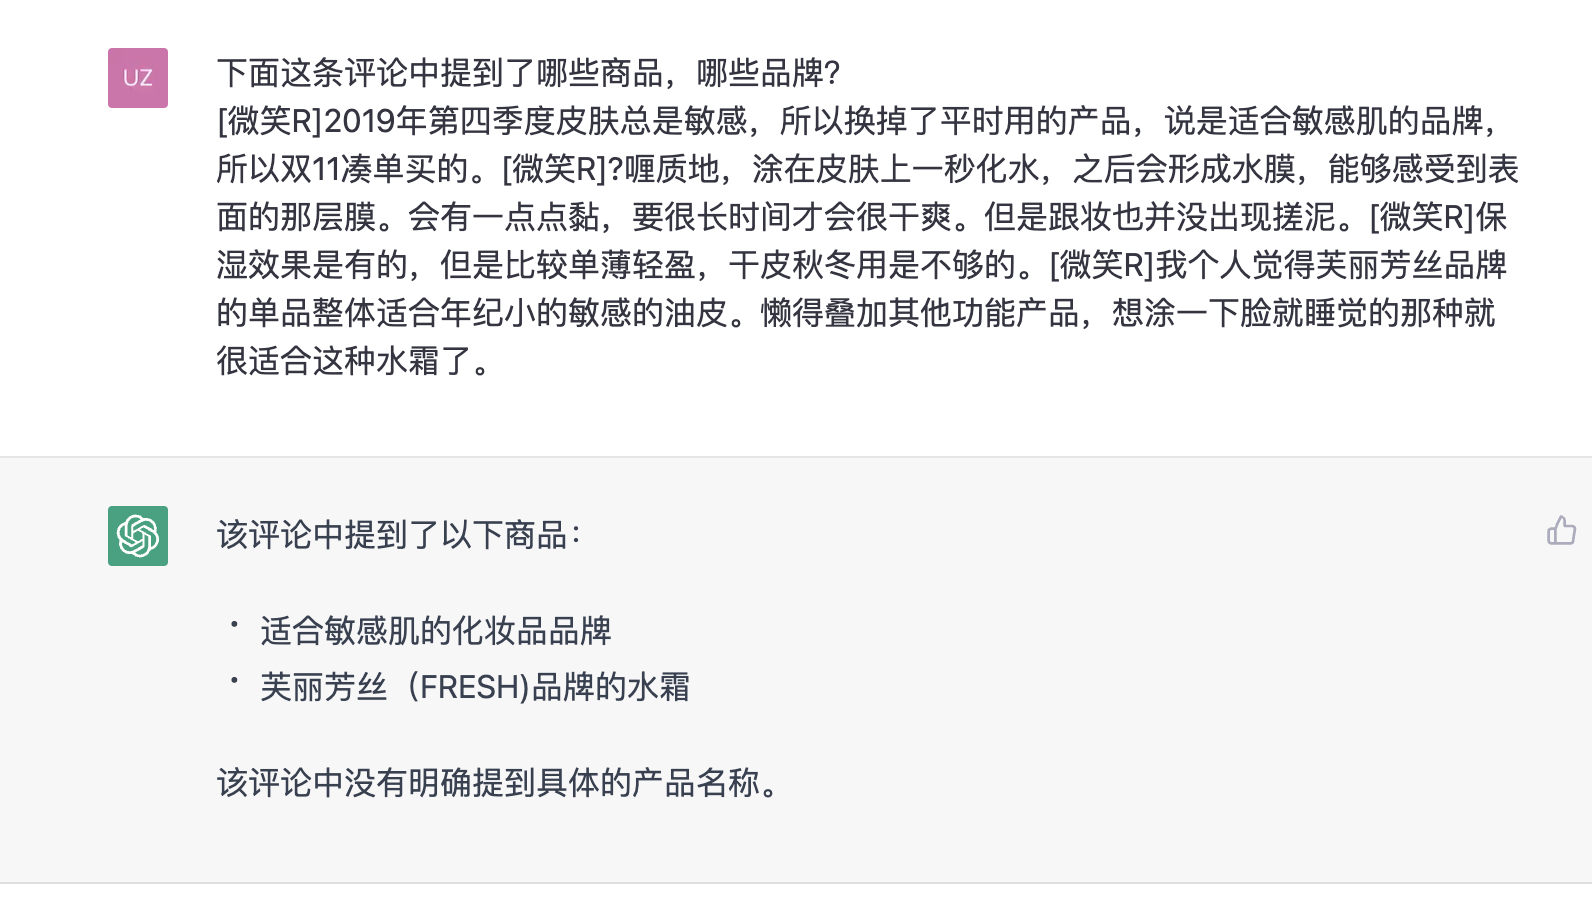 UZ
下面这条评论中提到了哪些商品，哪些品牌?
[微笑R]2019年第四季度皮肤总是敏感，所以换掉了平时用的产品，说是适合敏感肌的品牌，
所以双11凑单买的。[微笑R]?喱质地，涂在皮肤上一秒化水，之后会形成水膜，能够感受到表
面的那层膜。会有一点点黏，要很长时间才会很干爽。但是跟妆也并没出现搓泥。[微笑R]保
湿效果是有的，但是比较单薄轻盈，干皮秋冬用是不够的。[微笑R]我个人觉得芙丽芳丝品牌
的单品整体适合年纪小的敏感的油皮。懒得叠加其他功能产品，想涂一下脸就睡觉的那种就
很适合这种水霜了。
该评论中提到了以下商品：
· 适合敏感肌的化妆品品牌
· 芙丽芳丝（FRESH)品牌的水霜
该评论中没有明确提到具体的产品名称。